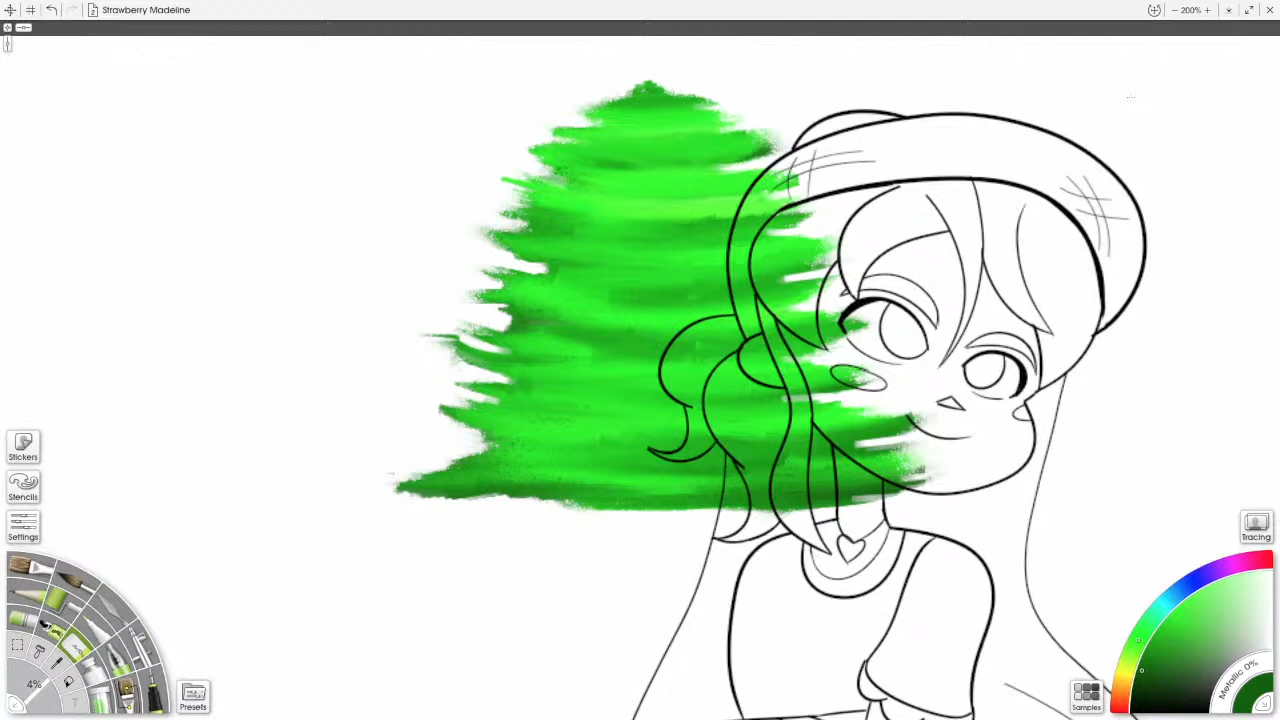 Strawberry Madeline
200%
Stickers
Stencils
Settings
Tracing
4%
Metallic 0%
Presets
Samples